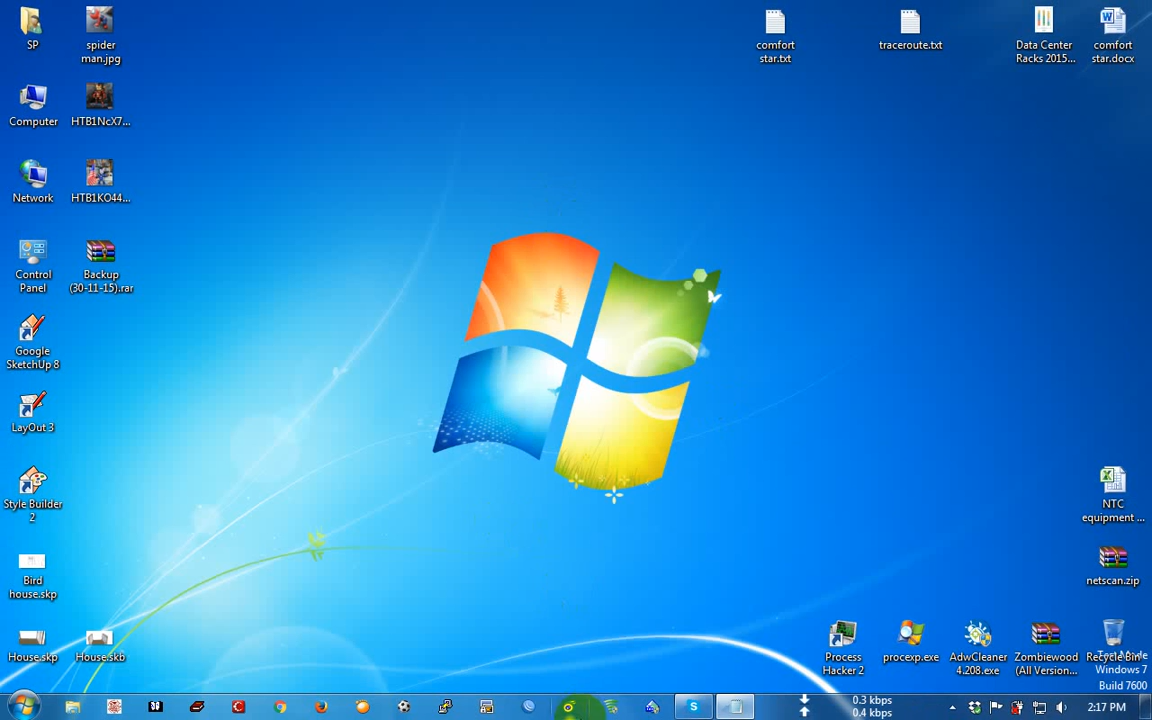 SP
spider
man.jpg
comfort
star.txt
traceroute.txt
Data Center
Racks 2015...
comfort
star.docx
Computer
HTB1NcX7...
Network
HTB1KO44...
Control
Panel
Backup
(30-11-15).rar
Google
SketchUp 8
LayOut 3
Style Builder
2
NTC
equipment ...
Bird
house.skp
netscan.zip
House.skp
House.skb
Process
Hacker 2
procexp.exe
AdwCleaner
4.208.exe
Zombiewood
(All Version...
Recycle Bin
Test Mode
Windows 7
Build 7600
0.3 kbps
0.4 kbps
2:17 PM